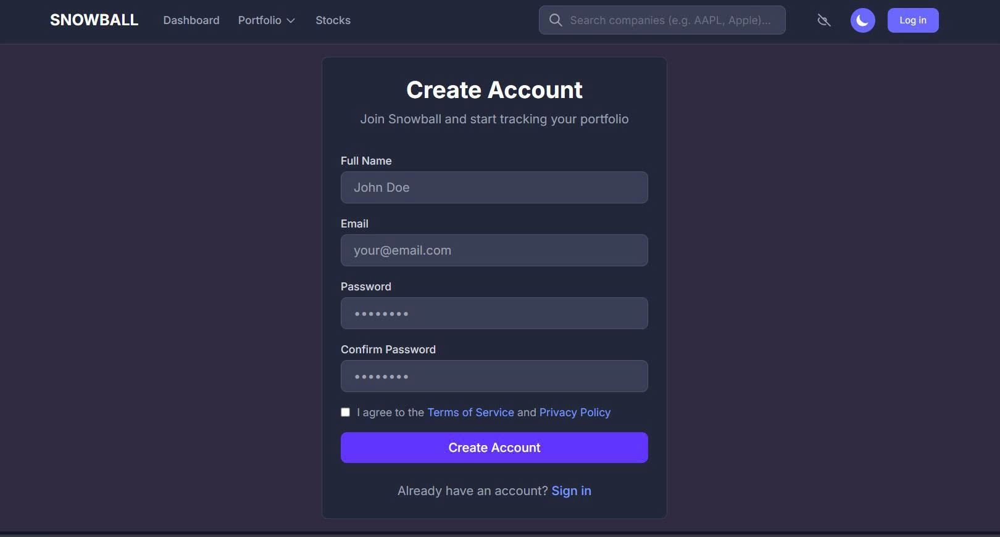 SNOWBALL
Dashboard
Portfolio
Stocks
Search companies (e.g. AAPL, Apple)...
Log in
Create Account
Join Snowball and start tracking your portfolio
Full Name
John Doe
Email
your@email.com
Password
••••••••
Confirm Password
••••••••
I agree to the Terms of Service and Privacy Policy
Create Account
Already have an account? Sign in